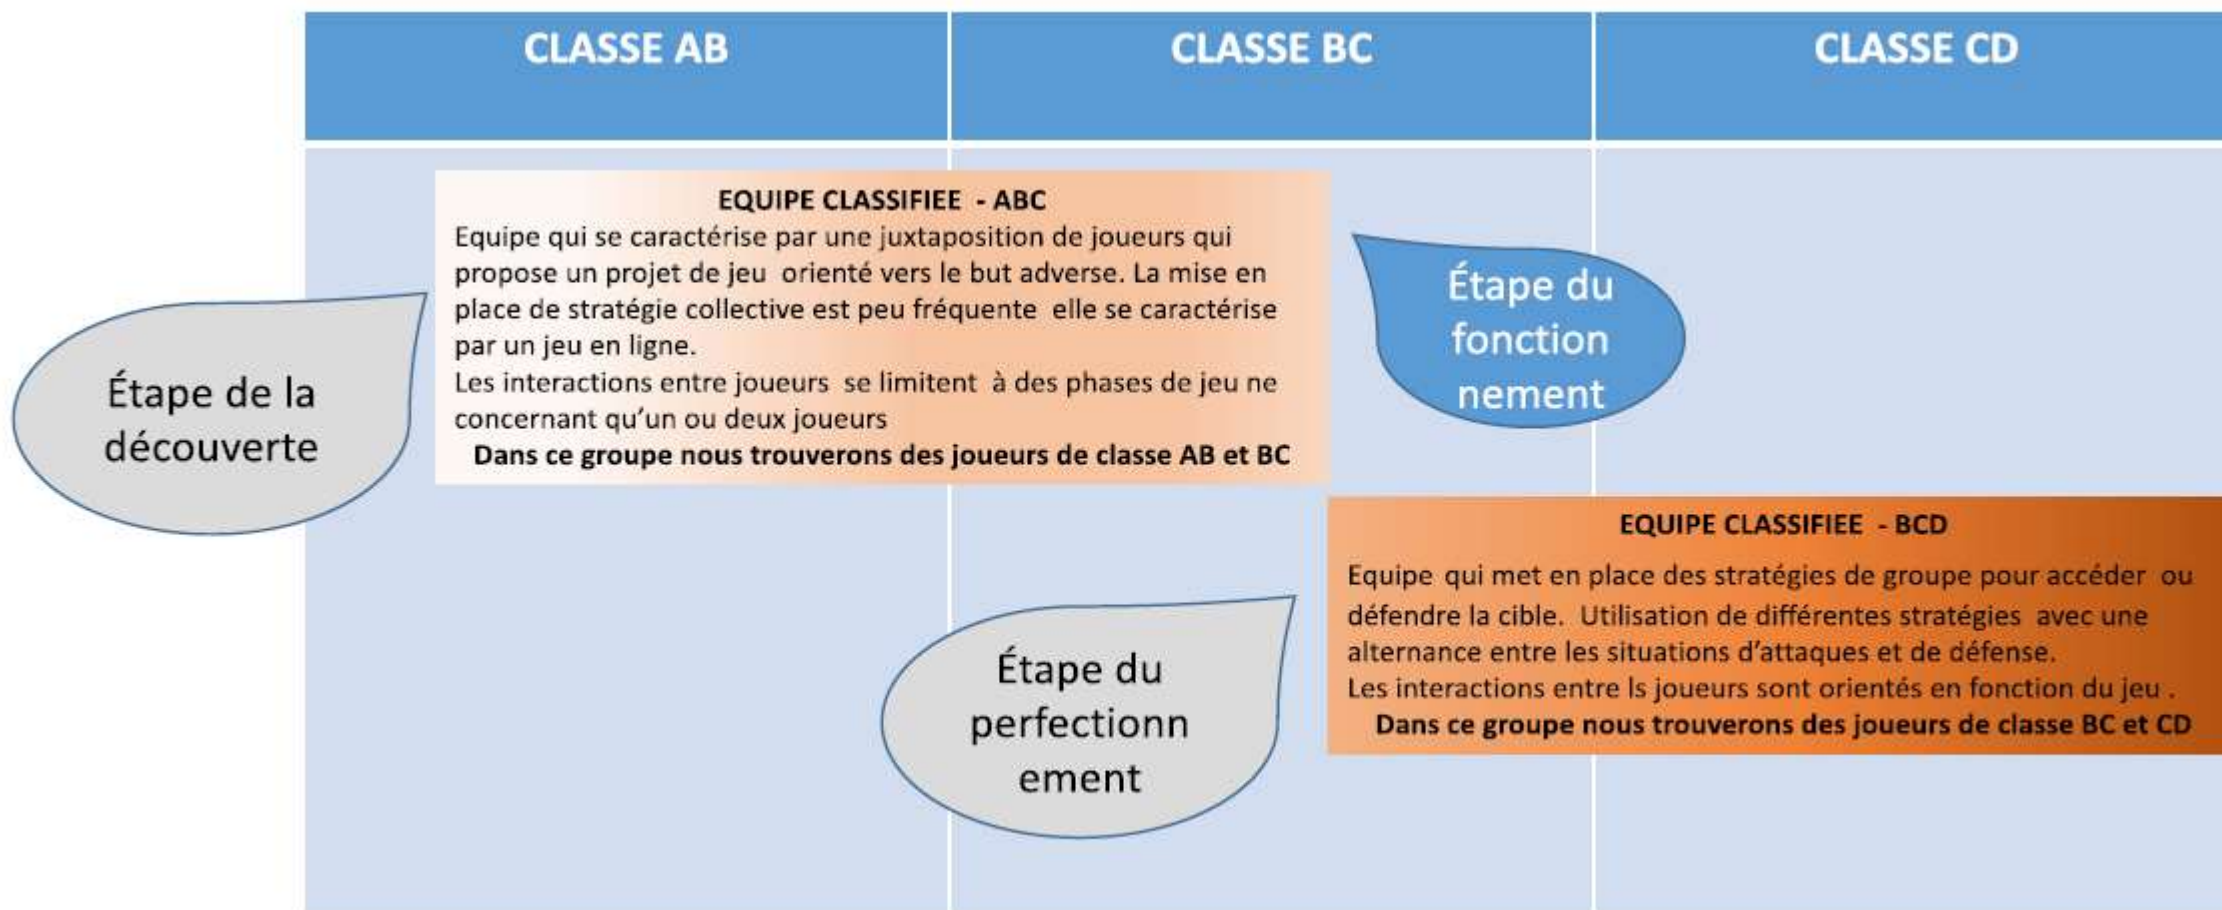 CLASSE AB
CLASSE BC
CLASSE CD
EQUIPE CLASSIFIEE - ABC
Equipe qui se caractérise par une juxtaposition de joueurs qui
propose un projet de jeu orienté vers le but adverse. La mise en
place de stratégie collective est peu fréquente elle se caractérise
par un jeu en ligne.
Les interactions entre joueurs se limitent à des phases de jeu ne
concernant qu'un ou deux joueurs
Dans ce groupe nous trouverons des joueurs de classe AB et BC
Étape de la
découverte
Étape du
fonction
nement
EQUIPE CLASSIFIEE - BCD
Equipe qui met en place des stratégies de groupe pour accéder ou
défendre la cible. Utilisation de différentes stratégies avec une
alternance entre les situations d'attaques et de défense.
Les interactions entre ls joueurs sont orientés en fonction du jeu .
Dans ce groupe nous trouverons des joueurs de classe BC et CD
Étape du
perfectionn
ement